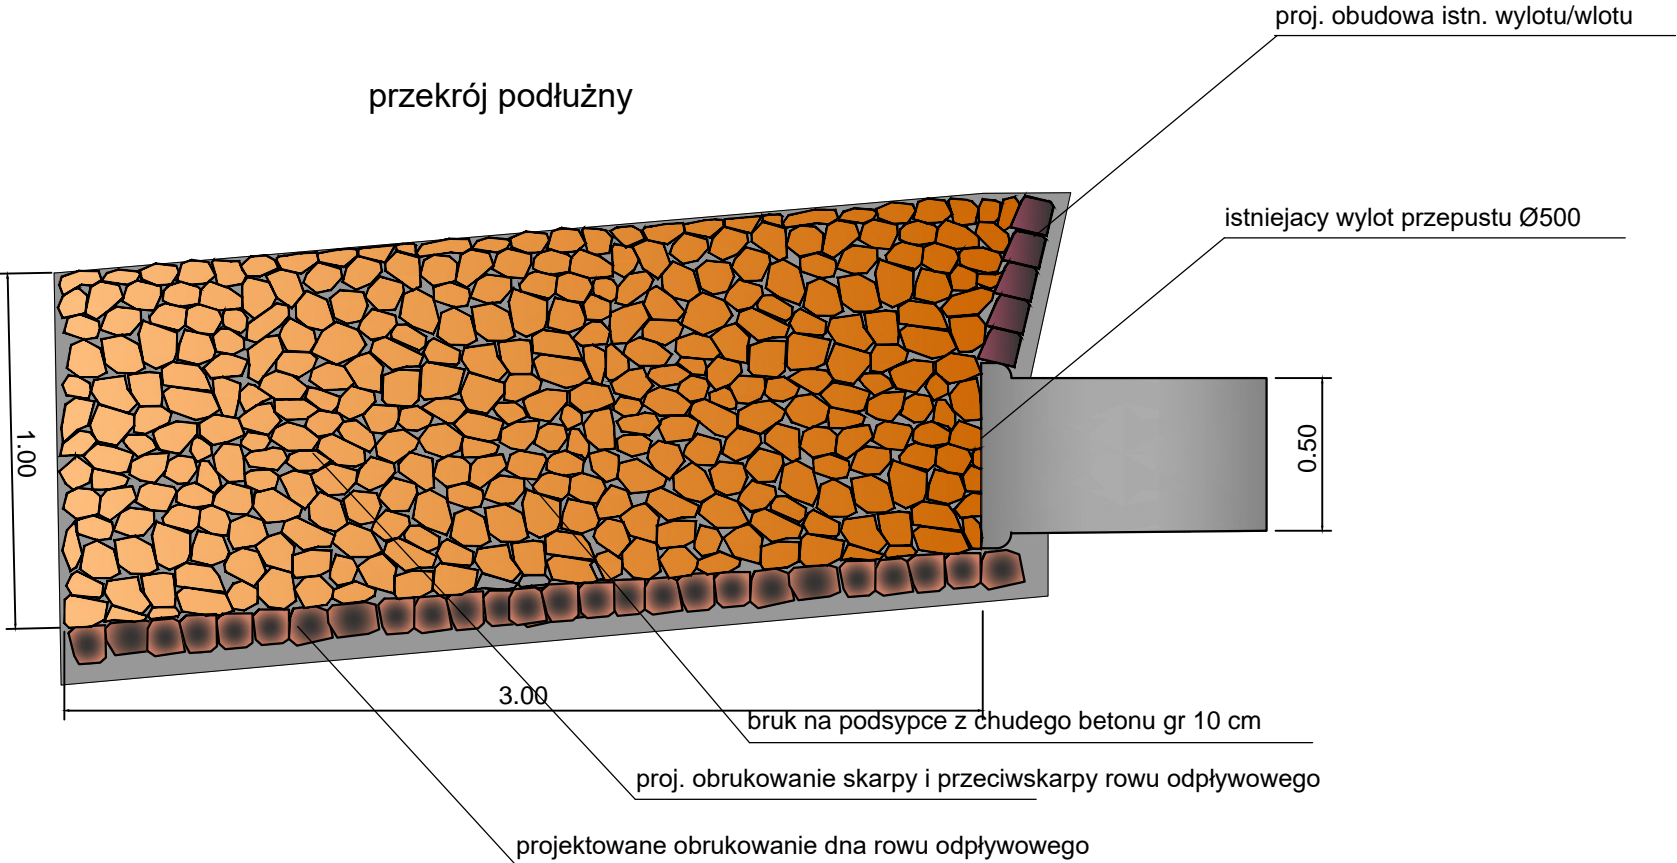 proj. obudowa istn. wylotu/wlotu
przekrój podłużny
istniejacy wylot przepustu Ø500
1.00
0.50
3.00
bruk na podsypce z chudego betonu gr 10 cm
proj. obrukowanie skarpy i przeciwskarpy rowu odpływowego
projektowane obrukowanie dna rowu odpływowego